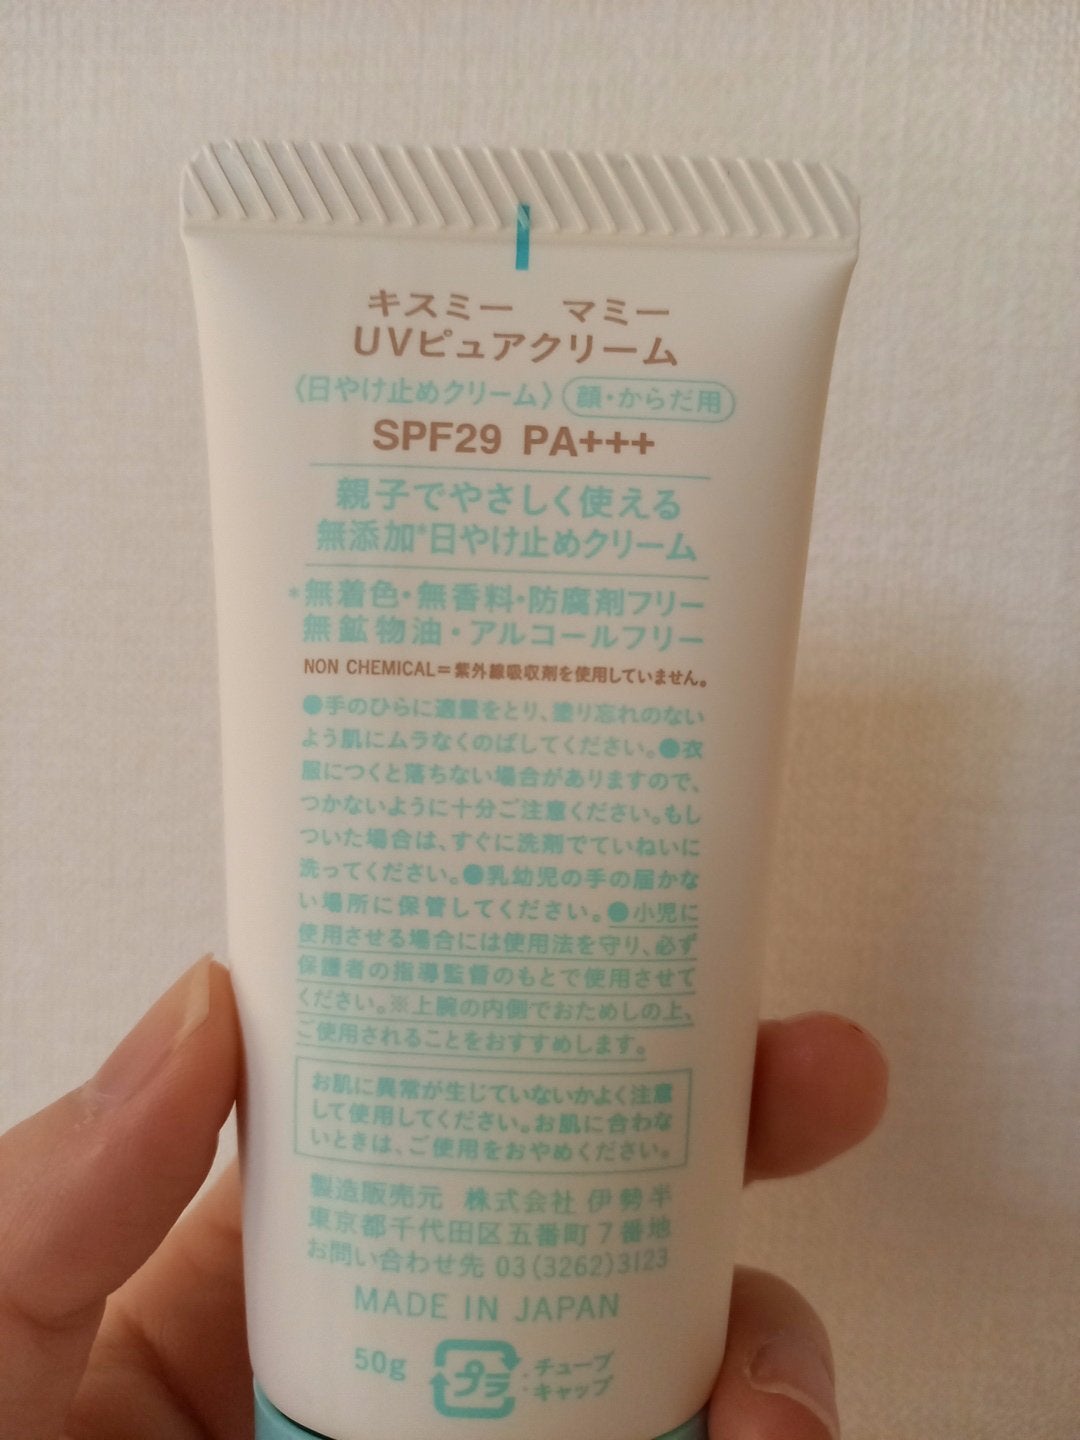 キスミー　マミー
UVピュアクリーム
〈日やけ止めクリーム〉 顔・からだ用
SPF29 PA+++
親子でやさしく使える
無添加*日やけ止めクリーム
*無着色・無香料・防腐剤フリー
無鉱物油・アルコールフリー
NON CHEMICAL=紫外線吸収剤を使用していません。
●手のひらに適量をとり、塗り忘れのない
よう肌にムラなくのばしてください。●衣
服につくと落ちない場合がありますので、
つかないように十分ご注意ください。もし
ついた場合は、すぐに洗剤でていねいに
洗ってください。●乳幼児の手の届かな
い場所に保管してください。●小児に
使用させる場合には使用法を守り、必ず
保護者の指導監督のもとで使用させて
ください。※上腕の内側でおためしの上、
ご使用されることをおすすめします。
お肌に異常が生じていないかよく注意
して使用してください。お肌に合わな
いときは、ご使用をおやめください。
製造販売元 株式会社 伊勢半
東京都千代田区五番町7番地
お問い合わせ先 03(3262)3123
MADE IN JAPAN
50g プラ ・チューブ
・キャップ